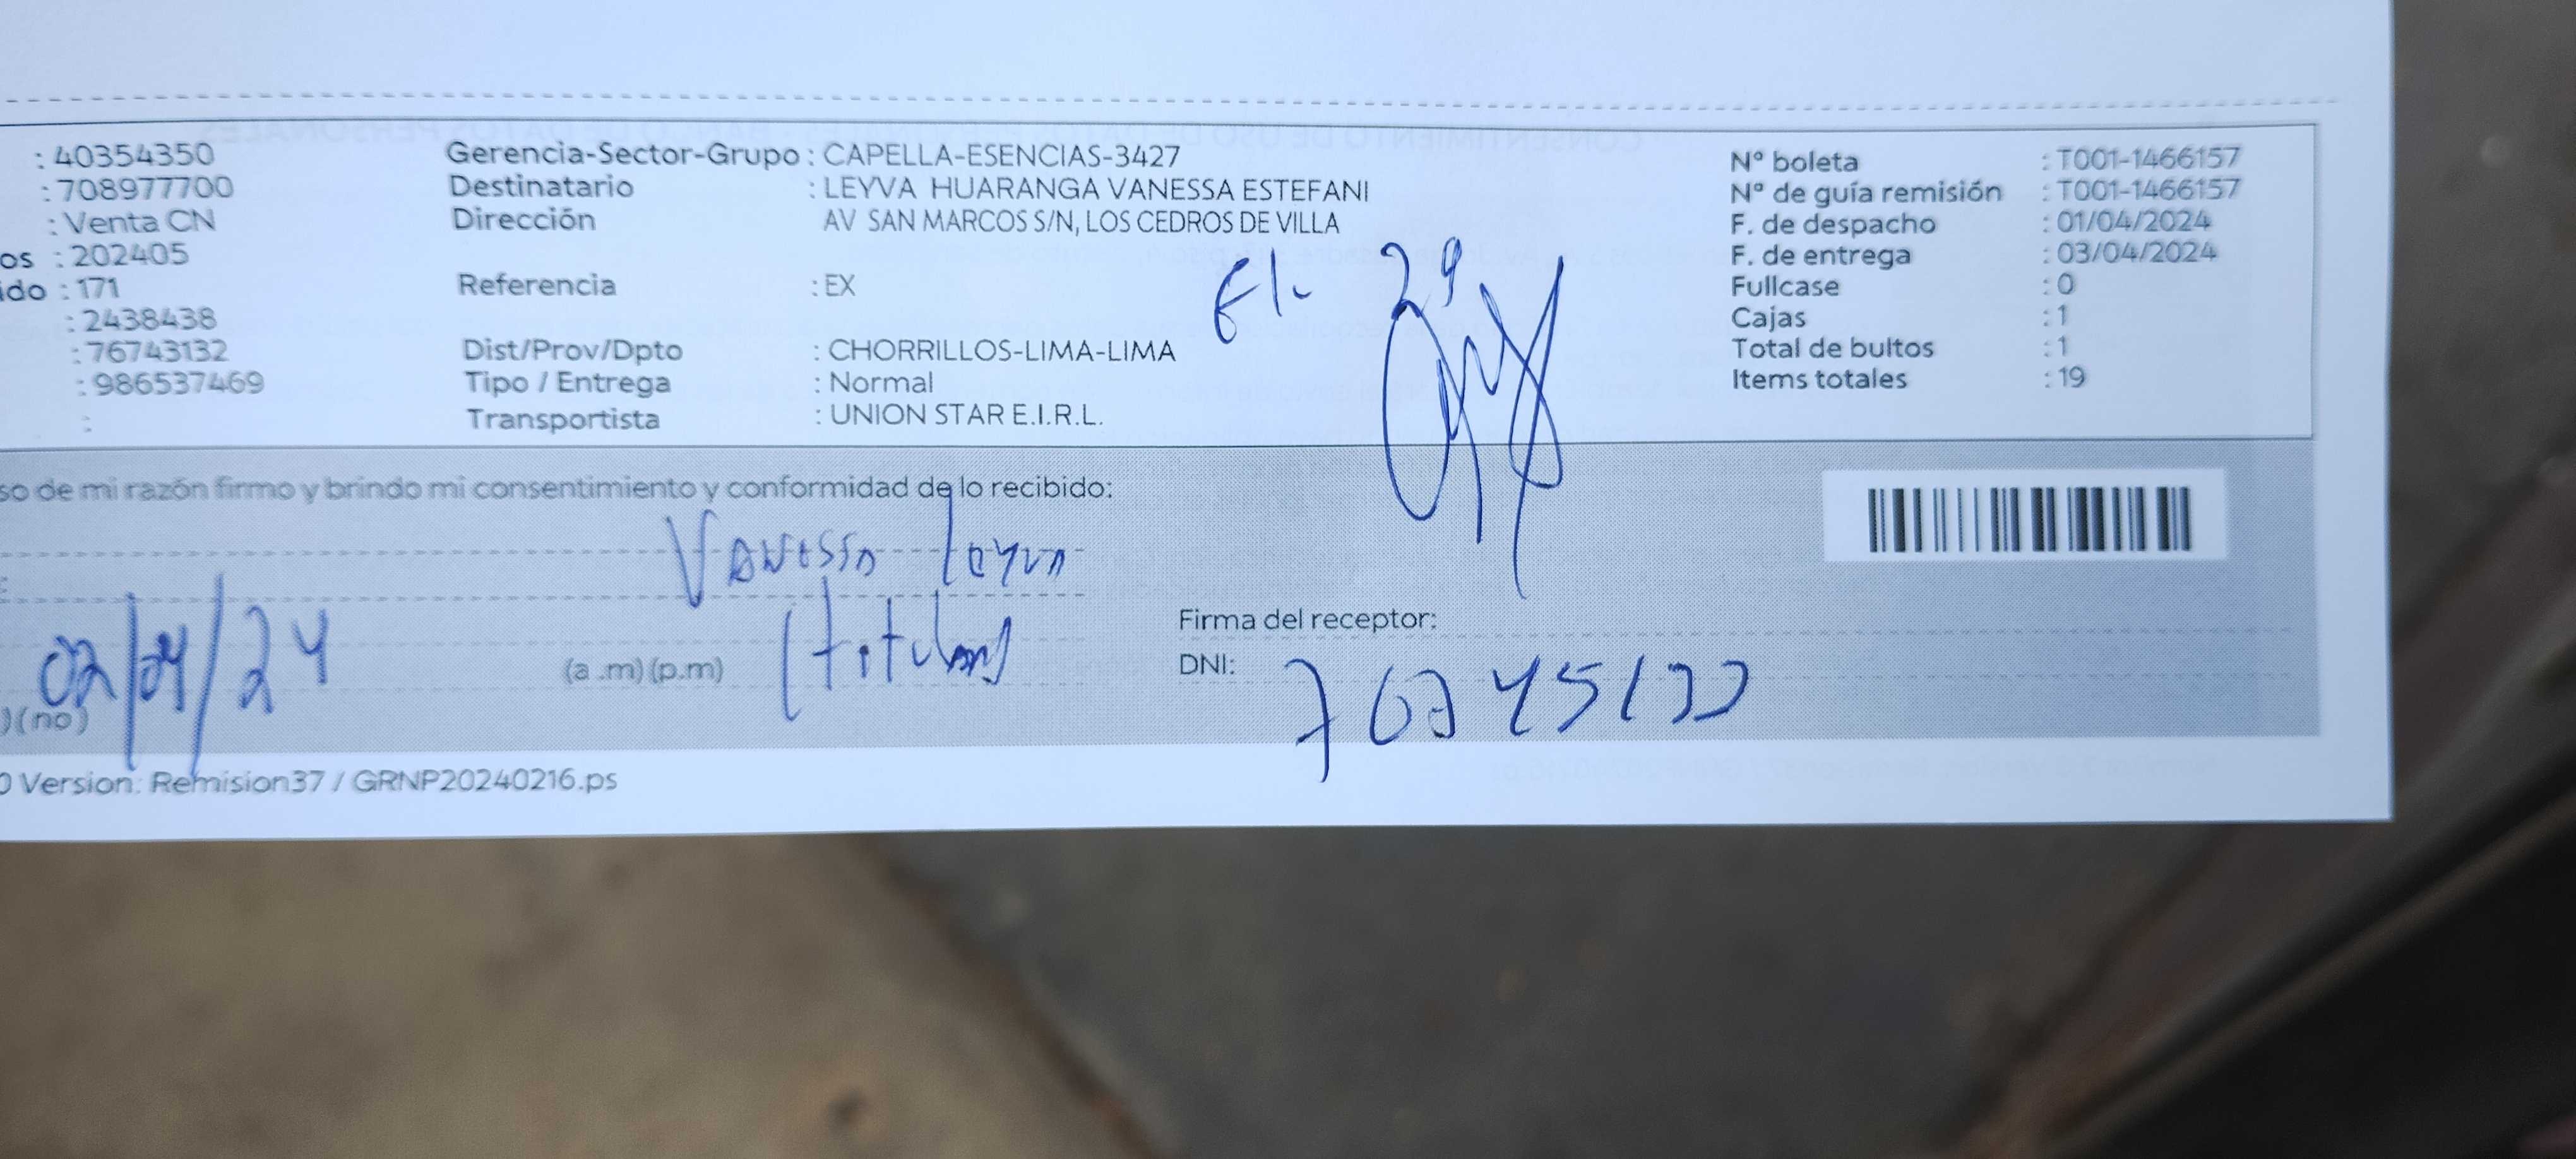 : 40354350
: 708977700
: Venta CN
os : 202405
ido : 171
: 2438438
: 76743132
: 986537469
:
Gerencia-Sector-Grupo : CAPELLA-ESENCIAS-3427
Destinatario : LEYVA HUARANGA VANESSA ESTEFANI
Dirección AV SAN MARCOS S/N, LOS CEDROS DE VILLA
Referencia : EX
Dist/Prov/Dpto : CHORRILLOS-LIMA-LIMA
Tipo / Entrega : Normal
Transportista : UNION STAR E.I.R.L.
Nº boleta : T001-1466157
Nº de guía remisión : T001-1466157
F. de despacho : 01/04/2024
F. de entrega : 03/04/2024
Fullcase : 0
Cajas : 1
Total de bultos : 1
Items totales : 19
so de mi razón firmo y brindo mi consentimiento y conformidad de lo recibido:
Vanessa Leyva
02/04/24 (a .m) (p.m) (titular)
)(no)
Firma del receptor:
DNI:
0 Version: Remision37 / GRNP20240216.ps